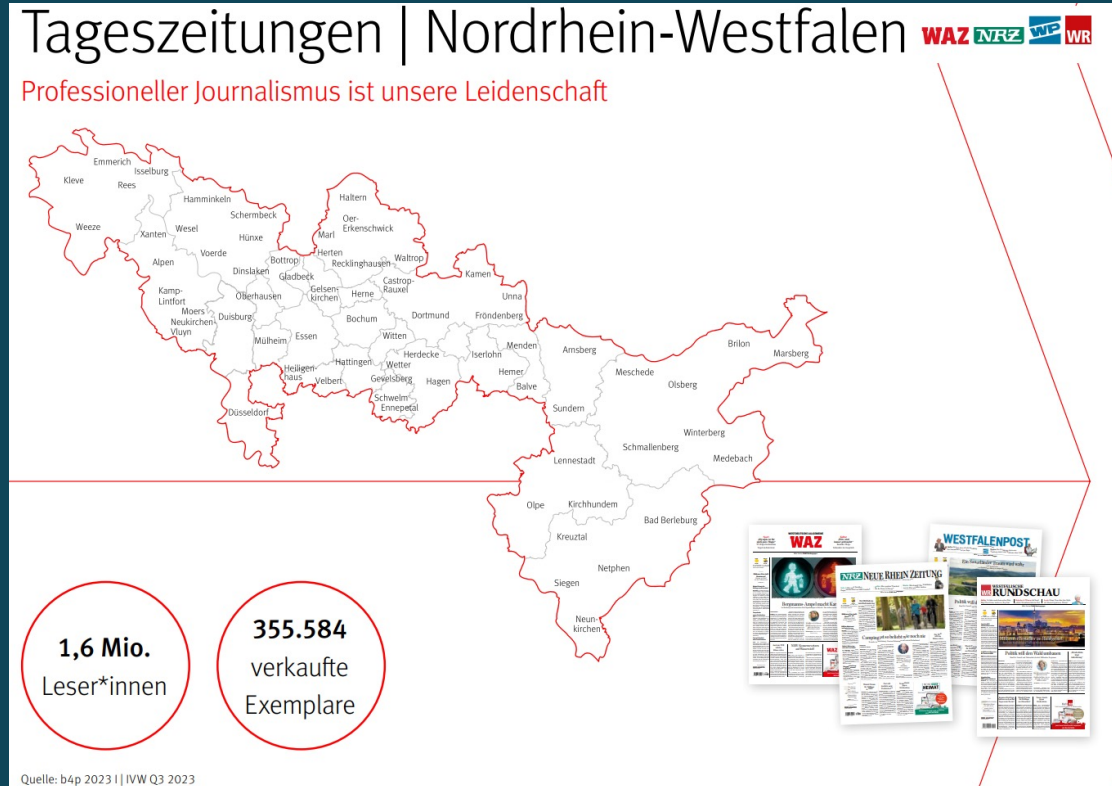 Tageszeitungen | Nordrhein-Westfalen
WAZ NRZ WP WR
Professioneller Journalismus ist unsere Leidenschaft
Emmerich
Isselburg
Kleve
Rees
Hamminkeln
Haltern
Schermbeck
Oer-
Erkenschwick
Weeze
Xanten
Wesel
Hünxe
Marl
Voerde
Herten
Alpen
Bottrop
Recklinghausen
Waltrop
Dinslaken
Gladbeck
Kamen
Castrop-
Rauxel
Kamp-
Lintfort
Oberhausen
Gelsen-
kirchen
Herne
Unna
Moers
Neukirchen-
Vluyn
Duisburg
Bochum
Dortmund
Fröndenberg
Mülheim
Essen
Witten
Menden
Arnsberg
Brilon
Marsberg
Herdecke
Iserlohn
Hattingen
Wetter
Meschede
Heiligen-
haus
Velbert
Gevelsberg
Hagen
Hemer
Balve
Olsberg
Schwelm
Ennepetal
Düsseldorf
Sundern
Winterberg
Schmallenberg
Medebach
Lennestadt
Olpe
Kirchhundem
Bad Berleburg
Kreuztal
Netphen
Siegen
Neun-
kirchen
WAZ
WESTFALENPOST
NRZ NEUE RHEIN ZEITUNG
WR WESTFÄLISCHE
RUNDSCHAU
Politik will den Wald umbauen
1,6 Mio.
Leser*innen
355.584
verkaufte
Exemplare
Quelle: b4p 2023 I | IVW Q3 2023